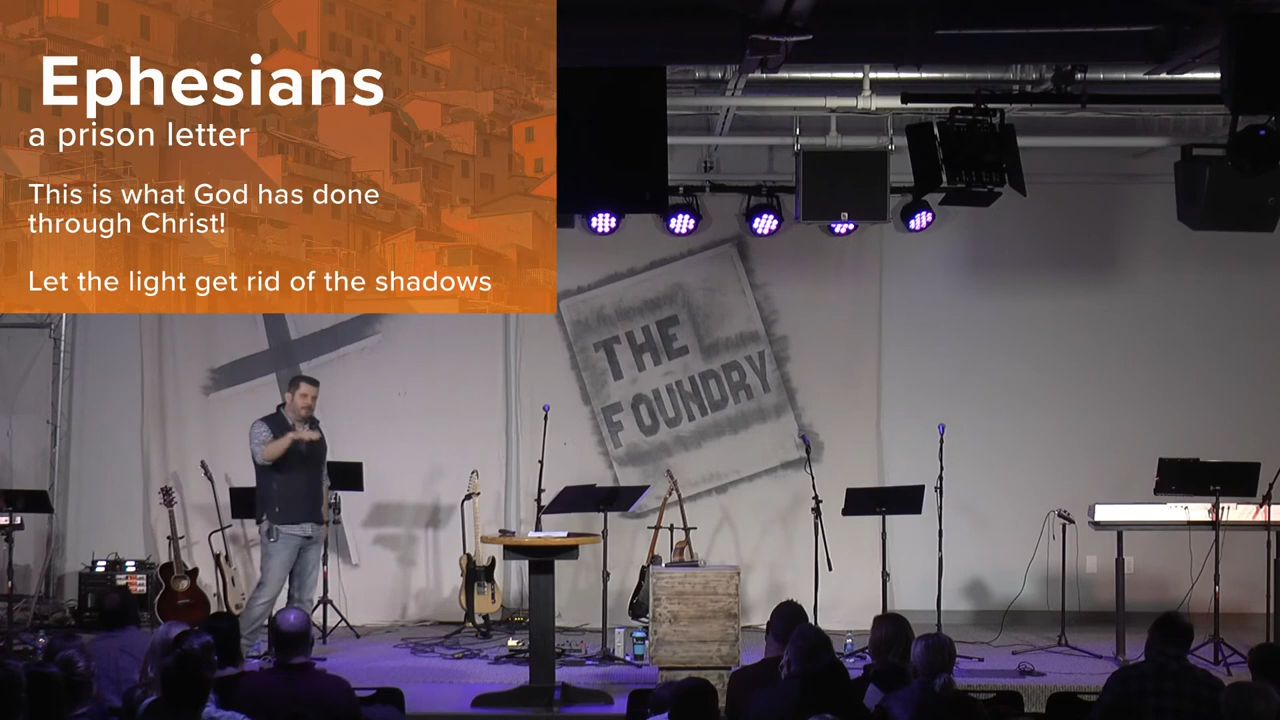 Ephesians
a prison letter
This is what God has done
through Christ!
Let the light get rid of the shadows
THE
FOUNDRY